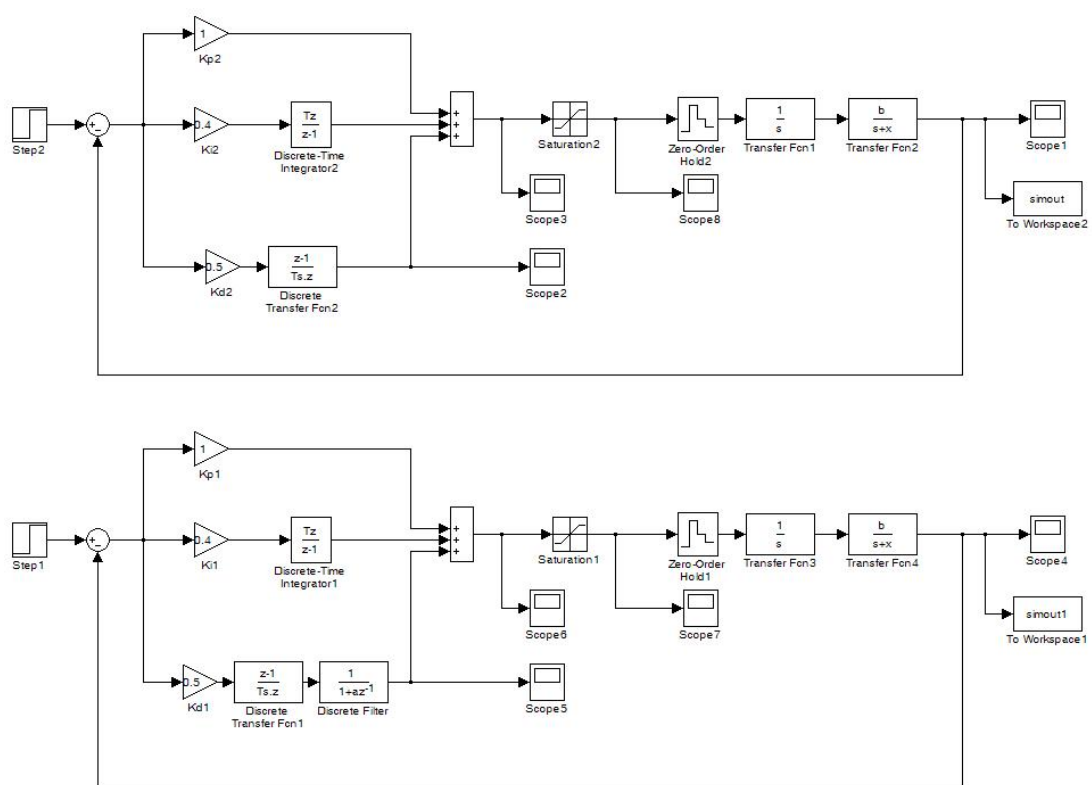 1
Kp2
Step2
+
-
0.4
Ki2
Tz
z-1
Discrete-Time
Integrator2
+
+
+
Saturation2
Zero-Order
Hold2
1
s
Transfer Fcn1
b
s+x
Transfer Fcn2
Scope1
Scope3
Scope8
simout
To Workspace2
0.5
Kd2
z-1
Ts.z
Discrete
Transfer Fcn2
Scope2
1
Kp1
Step1
+
-
0.4
Ki1
Tz
z-1
Discrete-Time
Integrator1
+
+
+
Saturation1
Zero-Order
Hold1
1
s
Transfer Fcn3
b
s+x
Transfer Fcn4
Scope4
Scope6
Scope7
simout1
To Workspace1
0.5
Kd1
z-1
Ts.z
Discrete
Transfer Fcn1
1
1+az⁻¹
Discrete Filter
Scope5